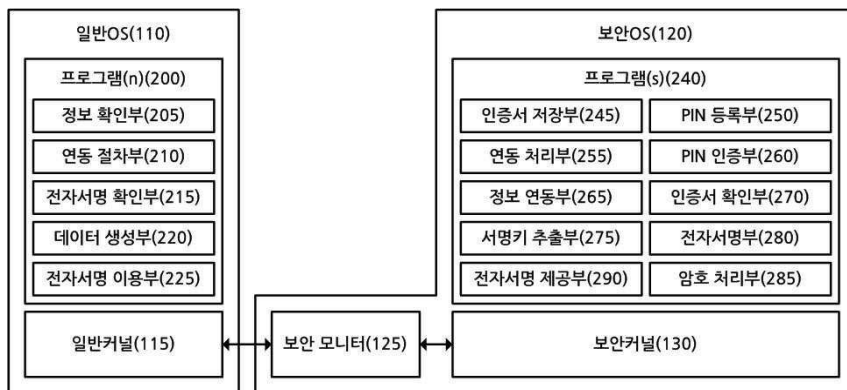 일반OS(110)
프로그램(n)(200)
정보 확인부(205)
연동 절차부(210)
전자서명 확인부(215)
데이터 생성부(220)
전자서명 이용부(225)
일반커널(115)
보안 모니터(125)
보안OS(120)
프로그램(s)(240)
인증서 저장부(245) PIN 등록부(250)
연동 처리부(255) PIN 인증부(260)
정보 연동부(265) 인증서 확인부(270)
서명키 추출부(275) 전자서명부(280)
전자서명 제공부(290) 암호 처리부(285)
보안커널(130)